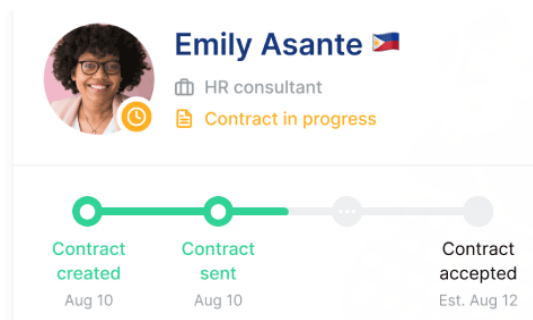 Emily Asante 🇵🇭
HR consultant
Contract in progress
Contract created
Aug 10
Contract sent
Aug 10
Contract accepted
Est. Aug 12